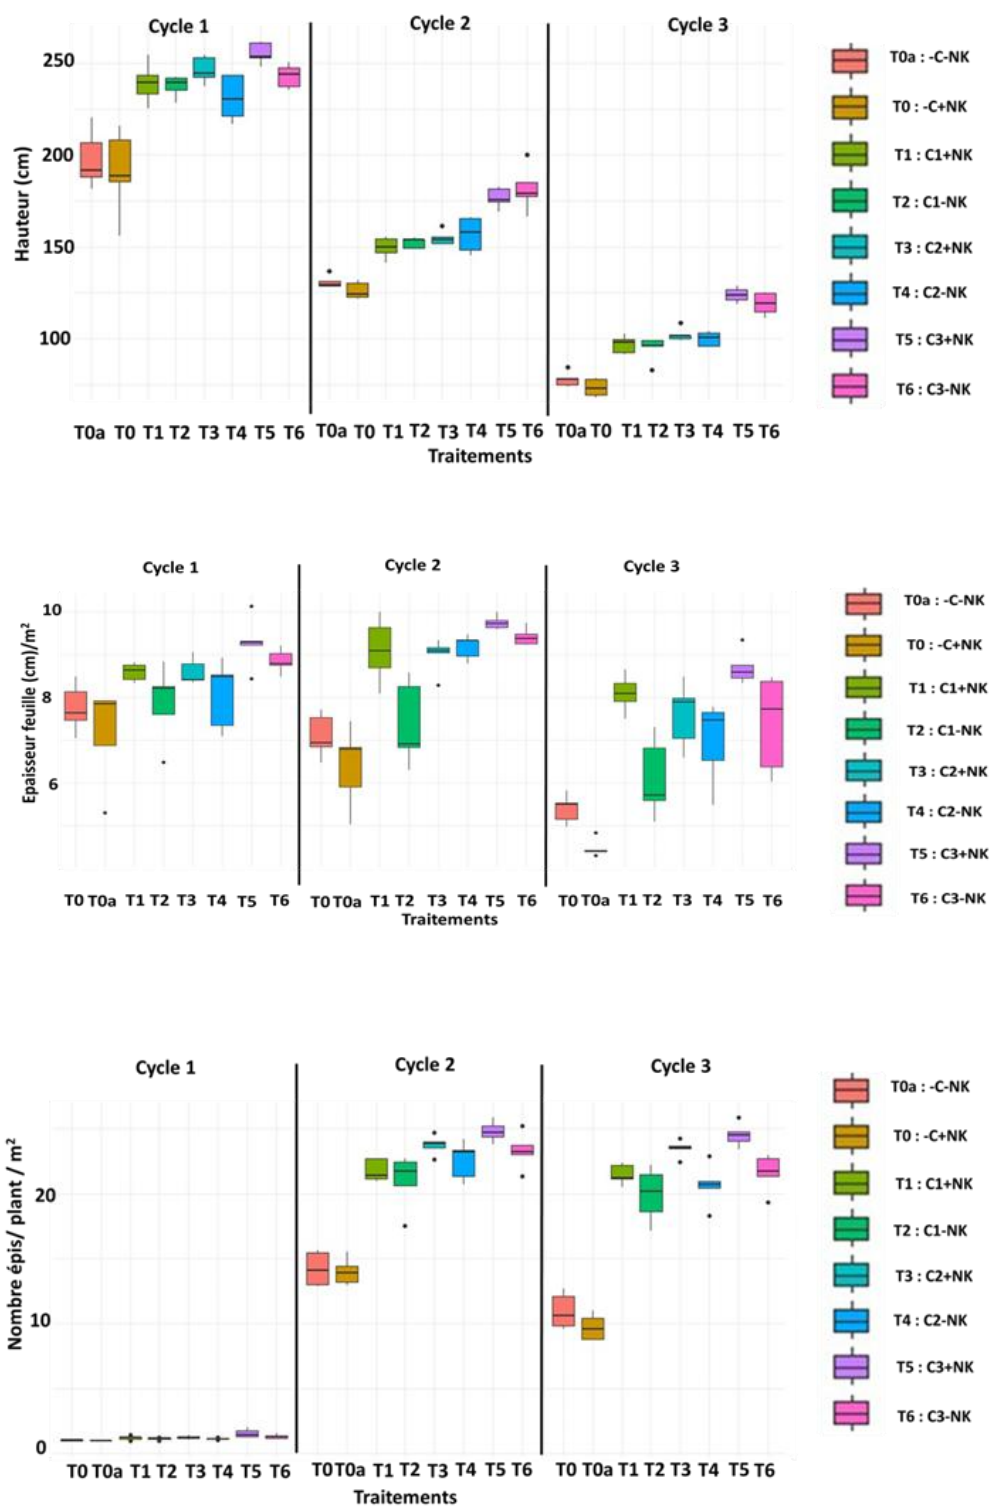 Cycle 1
Cycle 2
Cycle 3
Hauteur (cm)
250
200
150
100
T0a T0 T1 T2 T3 T4 T5 T6
T0a T0 T1 T2 T3 T4 T5 T6
T0a T0 T1 T2 T3 T4 T5 T6
Traitements
T0a : -C-NK
T0 : -C+NK
T1 : C1+NK
T2 : C1-NK
T3 : C2+NK
T4 : C2-NK
T5 : C3+NK
T6 : C3-NK
Cycle 1
Cycle 2
Cycle 3
Epaisseur feuille (cm)/m²
10
8
6
T0 T0a T1 T2 T3 T4 T5 T6
T0 T0a T1 T2 T3 T4 T5 T6
T0 T0a T1 T2 T3 T4 T5 T6
Traitements
T0a : -C-NK
T0 : -C+NK
T1 : C1+NK
T2 : C1-NK
T3 : C2+NK
T4 : C2-NK
T5 : C3+NK
T6 : C3-NK
Cycle 1
Cycle 2
Cycle 3
Nombre épis/ plant / m²
20
10
0
T0 T0a T1 T2 T3 T4 T5 T6
T0 T0a T1 T2 T3 T4 T5 T6
T0 T0a T1 T2 T3 T4 T5 T6
Traitements
T0a : -C-NK
T0 : -C+NK
T1 : C1+NK
T2 : C1-NK
T3 : C2+NK
T4 : C2-NK
T5 : C3+NK
T6 : C3-NK